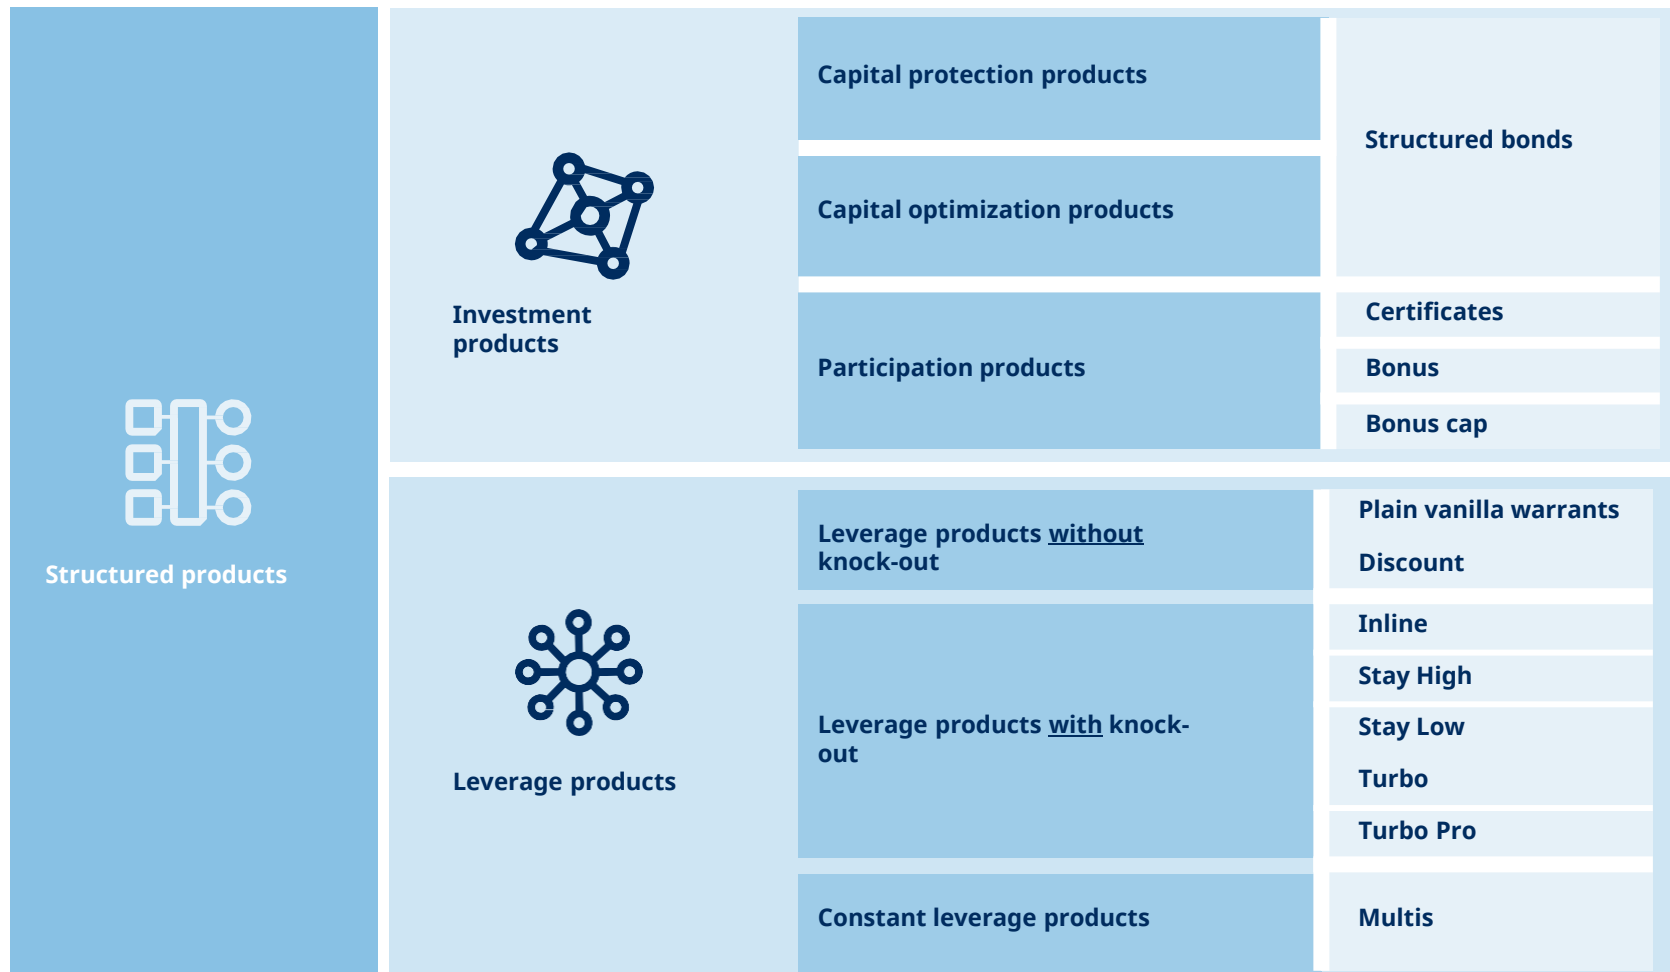 Structured products
Investment
products
Capital protection products
Capital optimization products
Participation products
Structured bonds
Certificates
Bonus
Bonus cap
Leverage products
Leverage products without
knock-out
Leverage products with knock-
out
Constant leverage products
Plain vanilla warrants
Discount
Inline
Stay High
Stay Low
Turbo
Turbo Pro
Multis